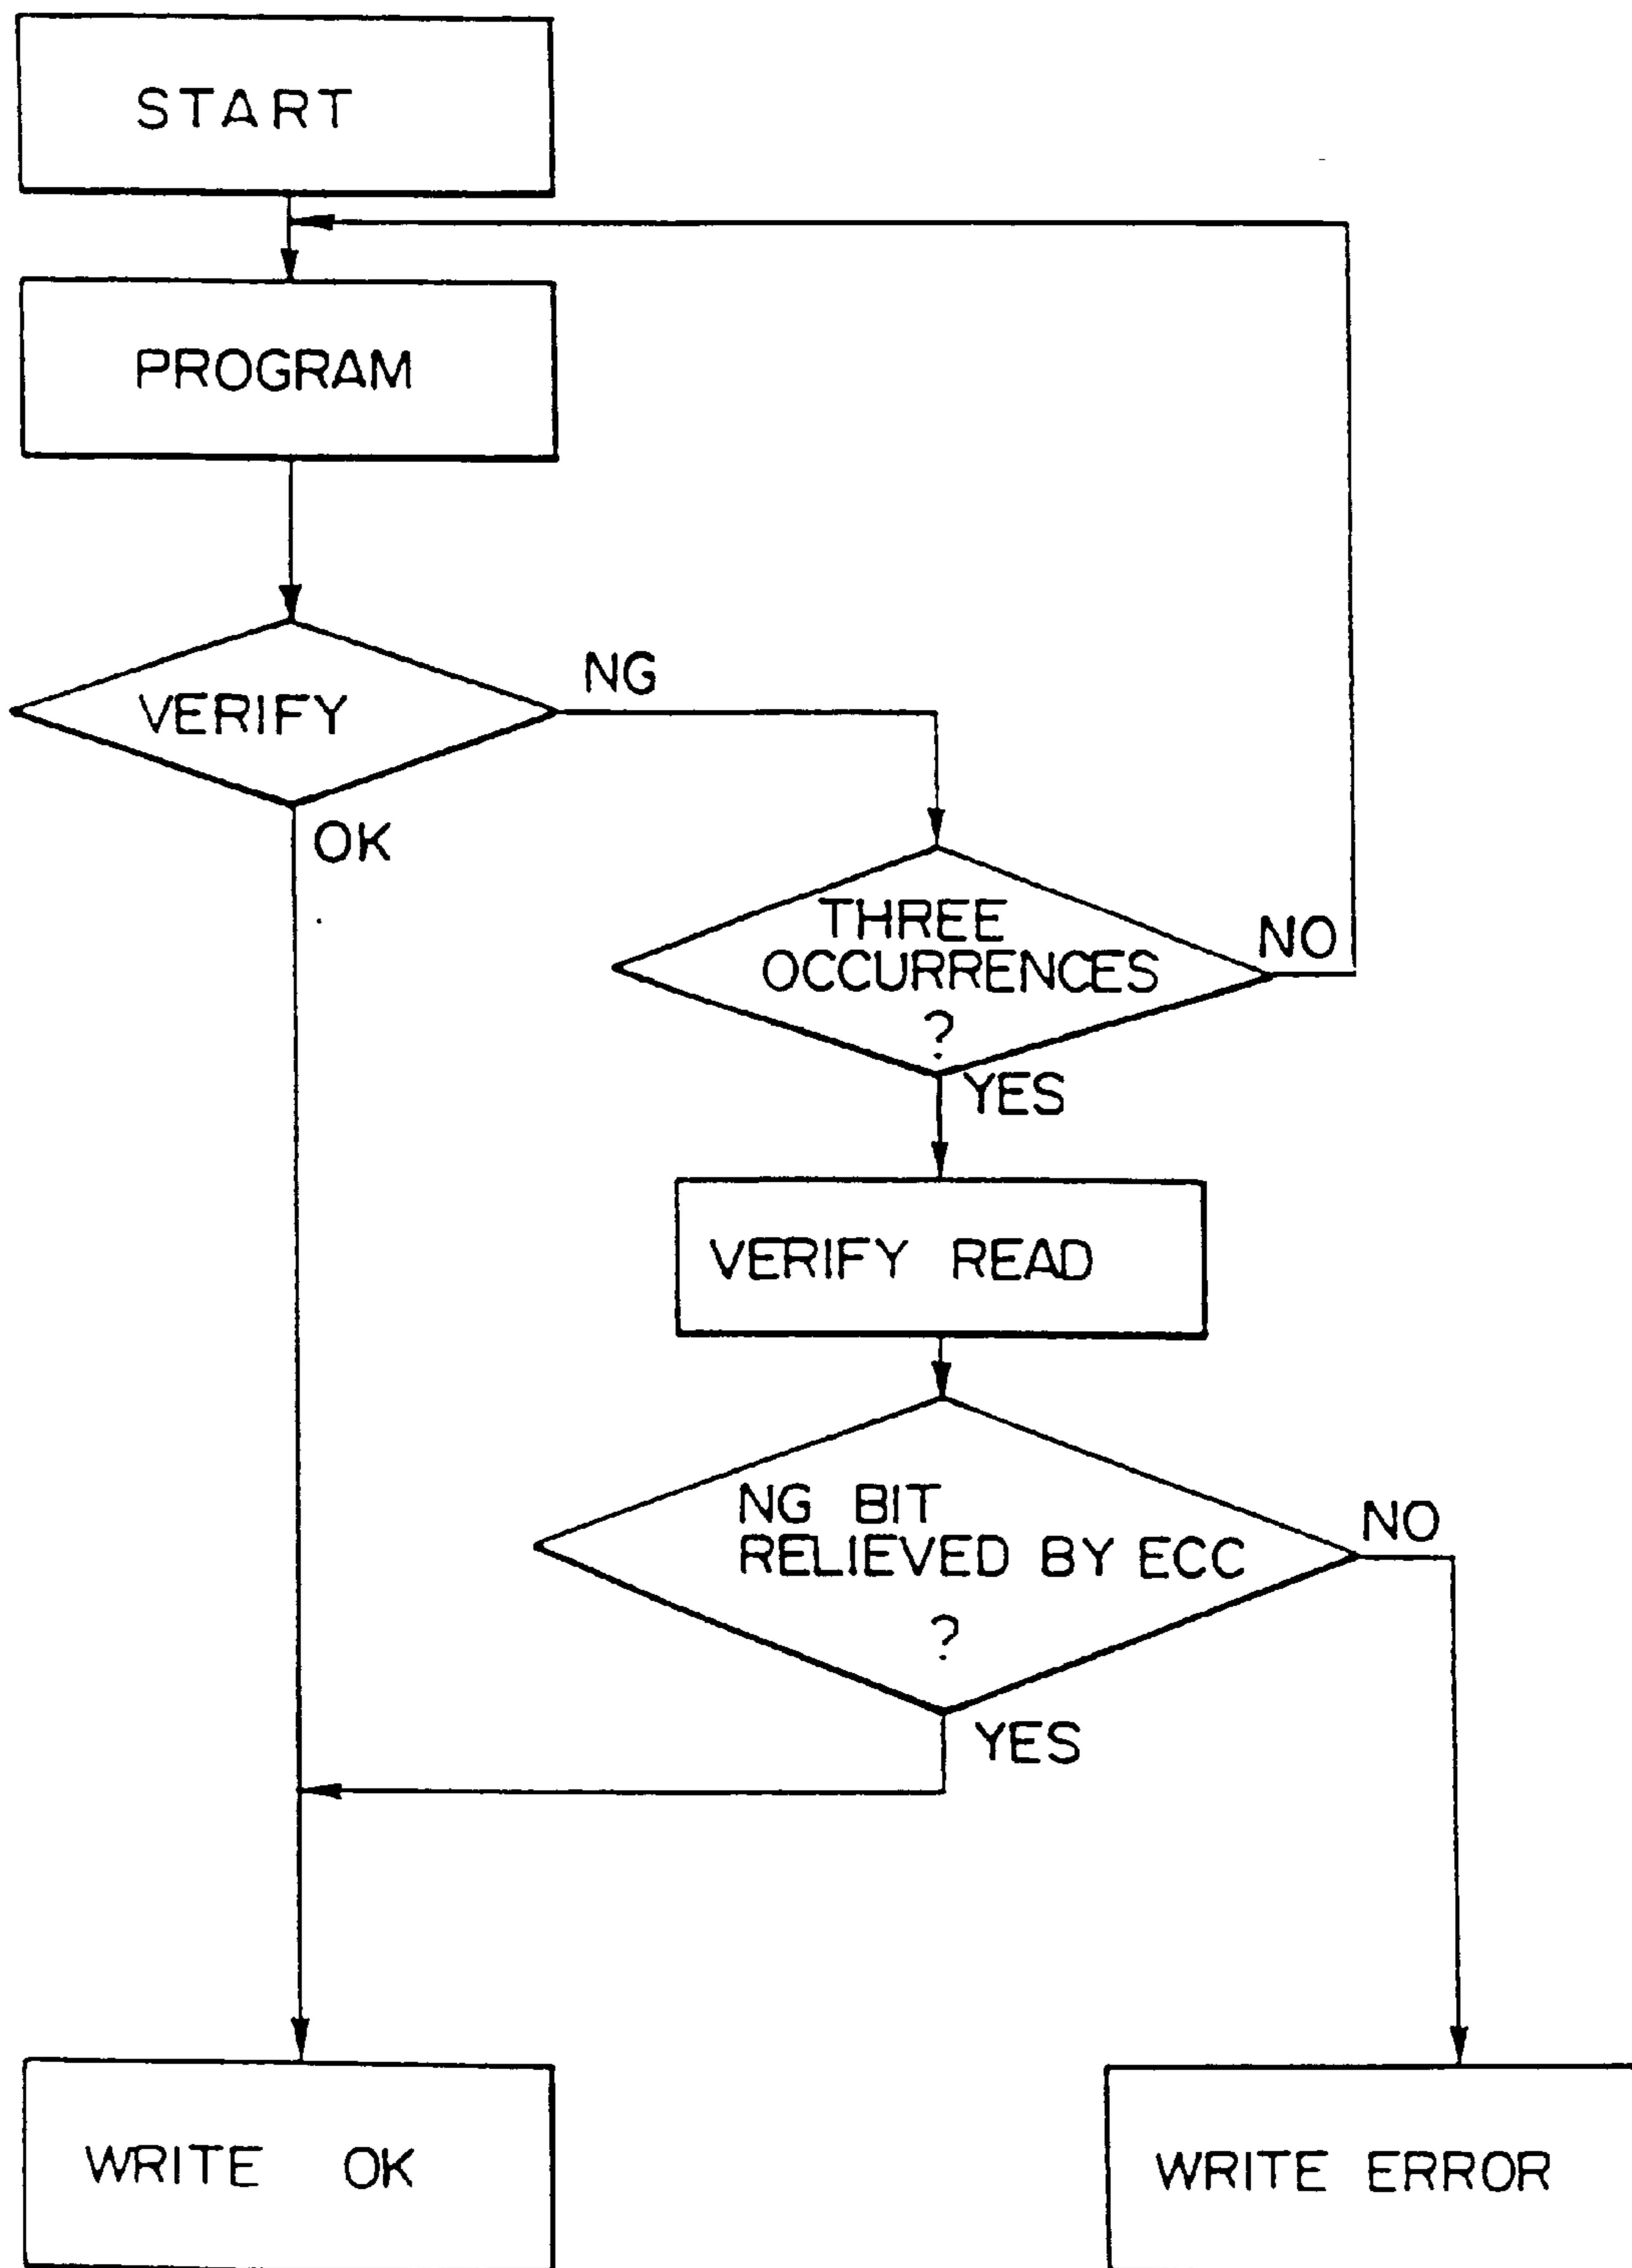 START
PROGRAM
VERIFY
NG
OK
THREE
OCCURRENCES
?
NO
YES
VERIFY READ
NG BIT
RELIEVED BY ECC
?
NO
YES
WRITE OK
WRITE ERROR